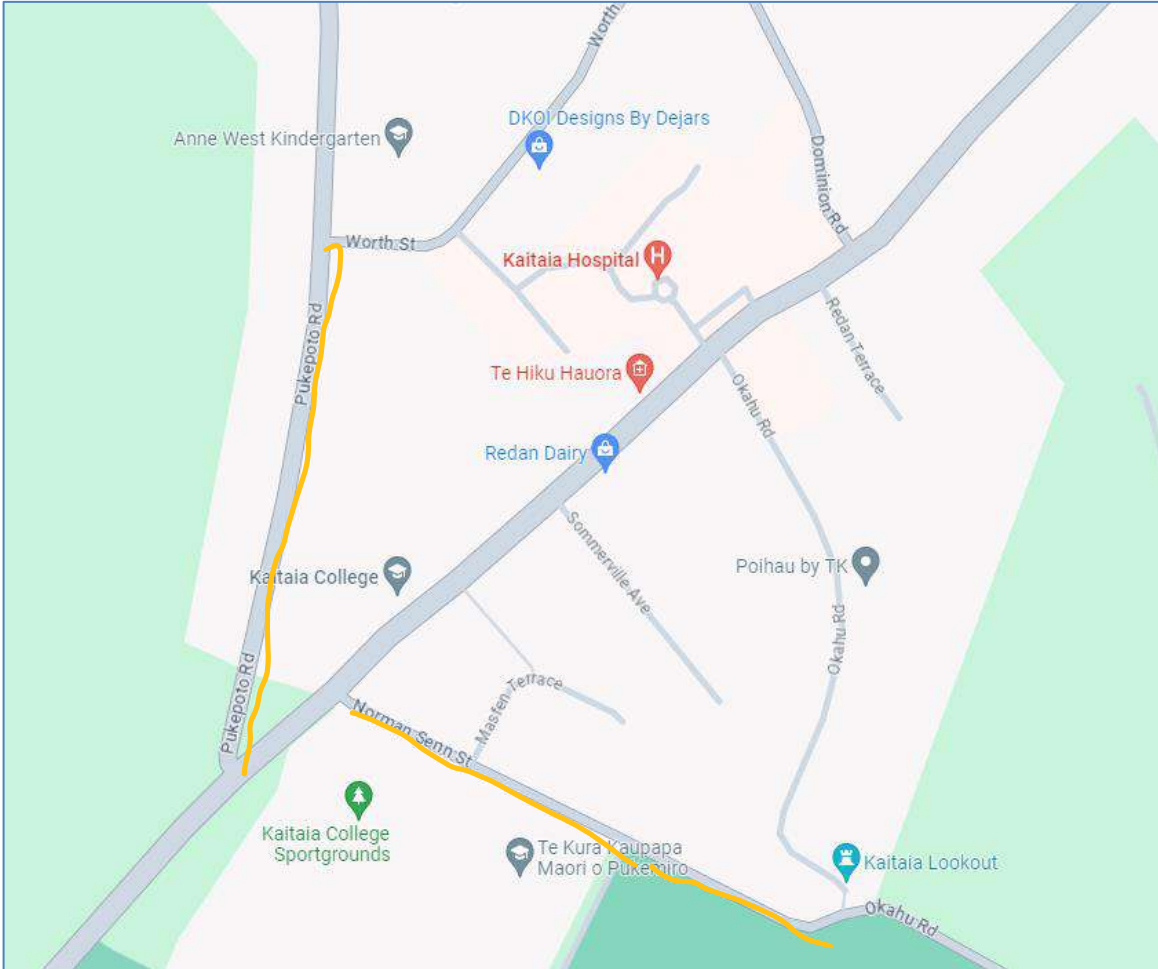 Worth
DKOI Designs By Dejars
Anne West Kindergarten
Dominion Rd
Worth St
Kaitaia Hospital
H
Pukepoto Rd
Redan Terrace
Te Hiku Hauora
Okahu Rd
Redan Dairy
Sommerville Ave
Kaitaia College
Poihau by TK
Okahu Rd
Pukepoto Rd
Masfen Terrace
Norman Senn St
Kaitaia College
Sportgrounds
Te Kura Kaupapa
Maori o Pukemiro
Kaitaia Lookout
Okahu Rd